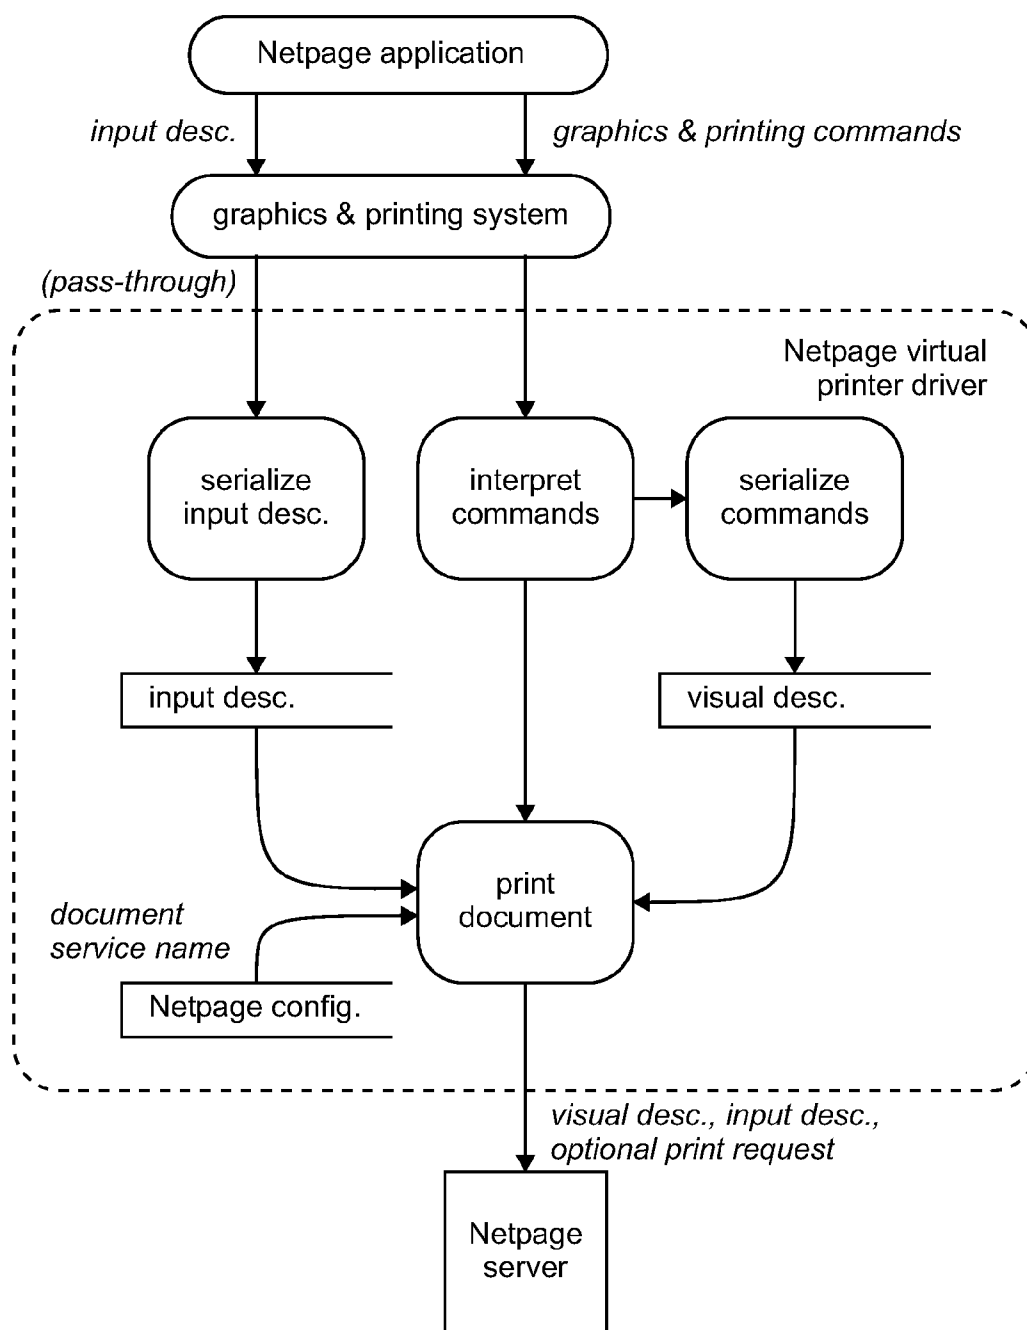 Netpage application
input desc.
graphics & printing commands
graphics & printing system
(pass-through)
Netpage virtual
printer driver
serialize
input desc.
interpret
commands
serialize
commands
input desc.
visual desc.
print
document
document
service name
Netpage config.
visual desc., input desc.,
optional print request
Netpage
server